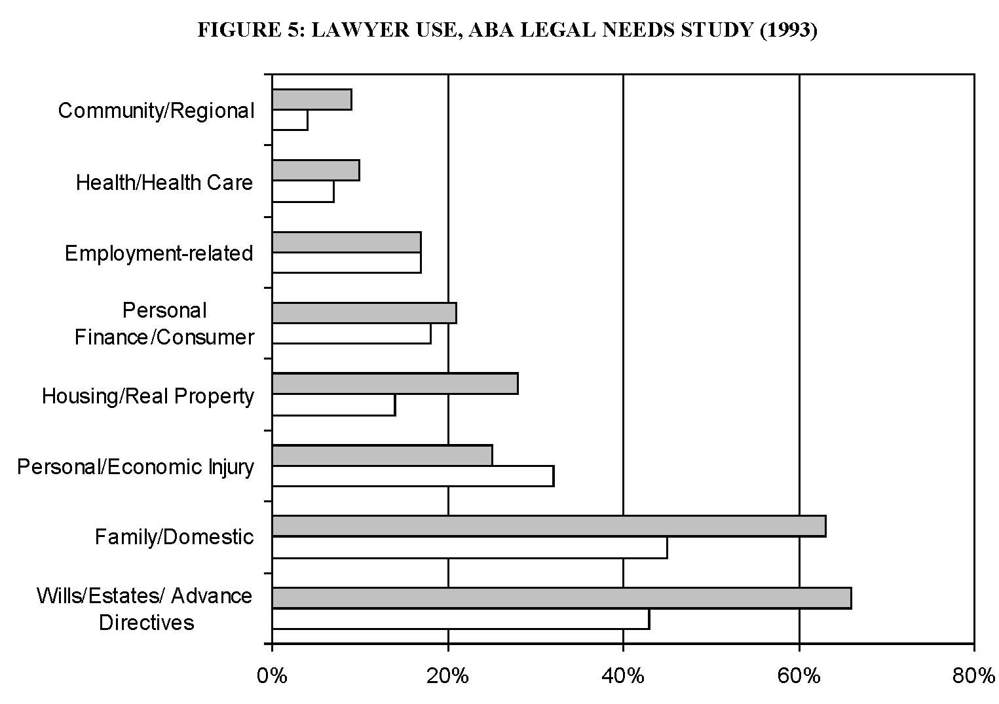 FIGURE 5: LAWYER USE, ABA LEGAL NEEDS STUDY (1993)
Community/Regional
Health/Health Care
Employment-related
Personal
Finance/Consumer
Housing/Real Property
Personal/Economic Injury
Family/Domestic
Wills/Estates/ Advance
Directives
0% 20% 40% 60% 80%